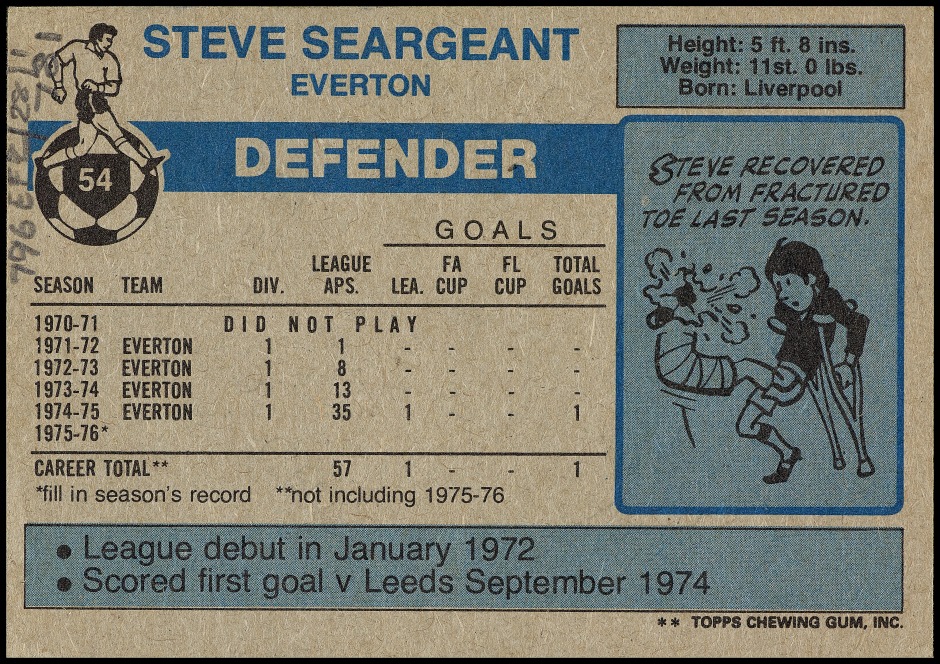 STEVE SEARGEANT
EVERTON
Height: 5 ft. 8 ins.
Weight: 11st. 0 lbs.
Born: Liverpool
54
DEFENDER
STEVE RECOVERED
FROM FRACTURED
TOE LAST SEASON.
GOALS
SEASON TEAM DIV. LEAGUE APS. LEA. FA CUP FL CUP TOTAL GOALS
1970-71 DID NOT PLAY
1971-72 EVERTON 1 1 - - - -
1972-73 EVERTON 1 8 - - - -
1973-74 EVERTON 1 13 - - - -
1974-75 EVERTON 1 35 1 - - 1
1975-76*
CAREER TOTAL** 57 1 - - 1
*fill in season's record **not including 1975-76
• League debut in January 1972
• Scored first goal v Leeds September 1974
** TOPPS CHEWING GUM, INC.